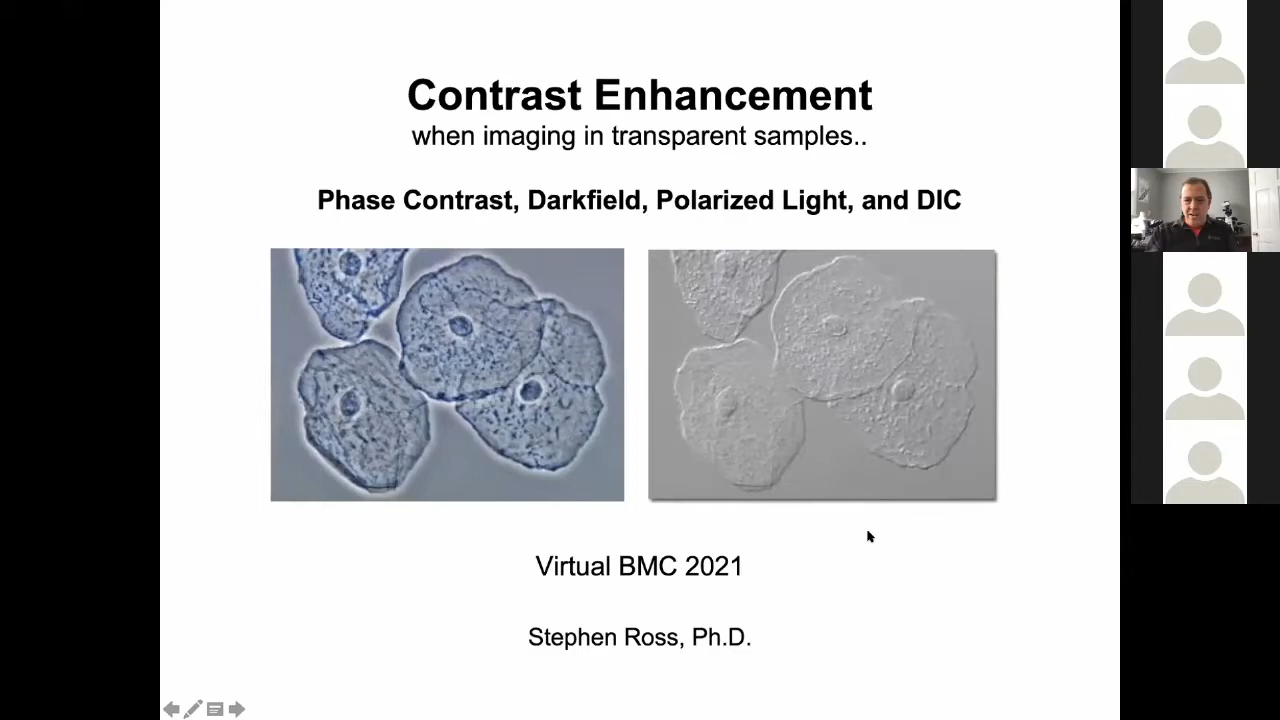 Contrast Enhancement
when imaging in transparent samples..
Phase Contrast, Darkfield, Polarized Light, and DIC
Virtual BMC 2021
Stephen Ross, Ph.D.